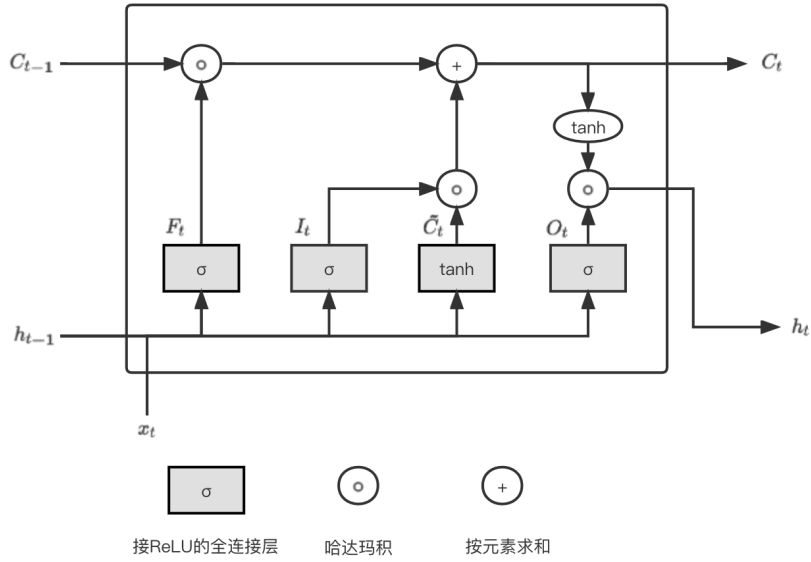 C_{t-1}
∘
+
C_t
tanh
∘
∘
F_t
I_t
C̃_t
O_t
σ
σ
tanh
σ
h_{t-1}
h_t
x_t
σ
∘
+
接ReLU的全连接层
哈达玛积
按元素求和